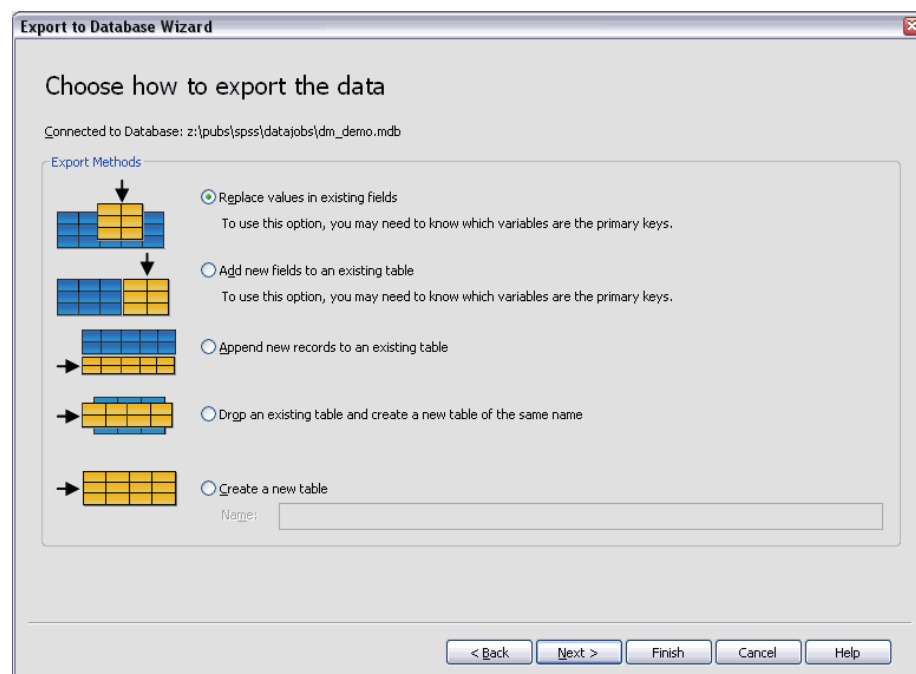 Export to Database Wizard
Choose how to export the data
Connected to Database: z:\pubs\spss\datajobs\dm_demo.mdb
Export Methods
Replace values in existing fields
To use this option, you may need to know which variables are the primary keys.
Add new fields to an existing table
To use this option, you may need to know which variables are the primary keys.
Append new records to an existing table
Drop an existing table and create a new table of the same name
Create a new table
Name:
< Back Next > Finish Cancel Help